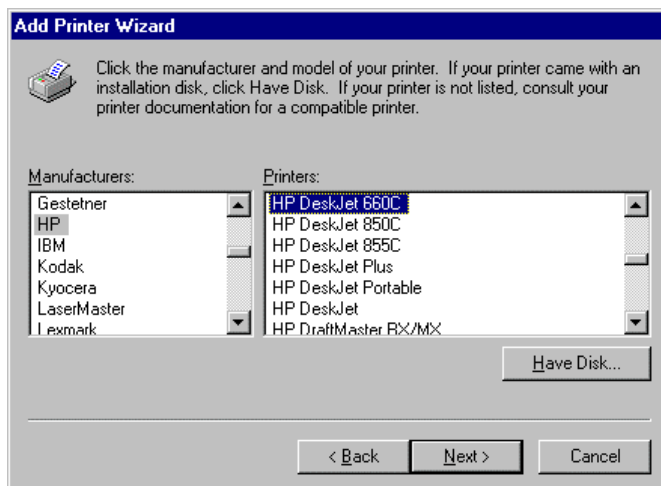 Add Printer Wizard
Click the manufacturer and model of your printer. If your printer came with an
installation disk, click Have Disk. If your printer is not listed, consult your
printer documentation for a compatible printer.
Manufacturers:
Gestetner
HP
IBM
Kodak
Kyocera
LaserMaster
Lexmark
Printers:
HP DeskJet 660C
HP DeskJet 850C
HP DeskJet 855C
HP DeskJet Plus
HP DeskJet Portable
HP DeskJet
HP DraftMaster RX/MX
Have Disk...
< Back
Next >
Cancel